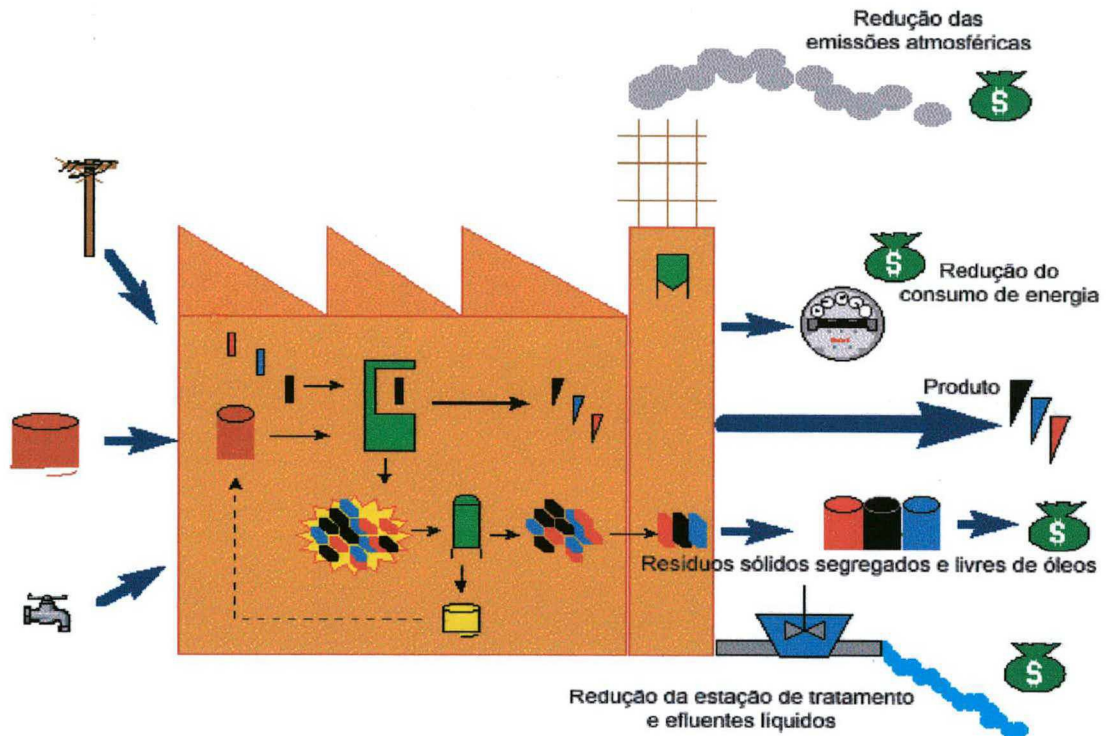 Redução das
emissões atmosféricas
$
$
Redução do
consumo de energia
Produto
$
Resíduos sólidos segregados e livres de óleos
$
Redução da estação de tratamento
e efluentes líquidos